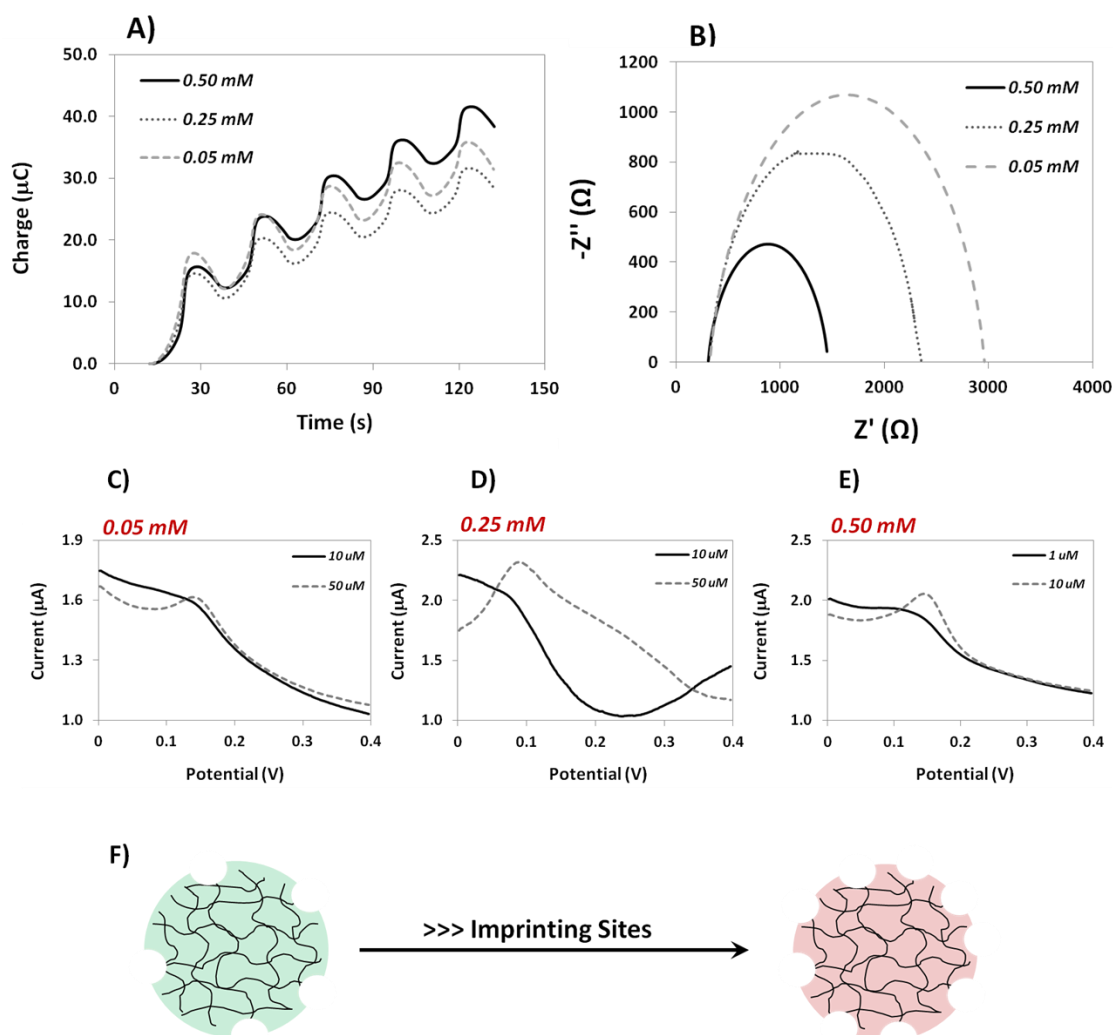 A)
50.0
40.0
30.0
20.0
10.0
0.0
Charge (µC)
0.50 mM
0.25 mM
0.05 mM
0 30 60 90 120 150
Time (s)
B)
1200
1000
800
600
400
200
0
-Z'' (Ω)
0.50 mM
0.25 mM
0.05 mM
0 1000 2000 3000 4000
Z' (Ω)
C)
0.05 mM
1.9
1.6
1.3
1.0
Current (µA)
10 uM
50 uM
0 0.1 0.2 0.3 0.4
Potential (V)
D)
0.25 mM
2.5
2.0
1.5
1.0
Current (µA)
10 uM
50 uM
0 0.1 0.2 0.3 0.4
Potential (V)
E)
0.50 mM
2.5
2.0
1.5
1.0
Current (µA)
1 uM
10 uM
0 0.1 0.2 0.3 0.4
Potential (V)
F)
>>> Imprinting Sites